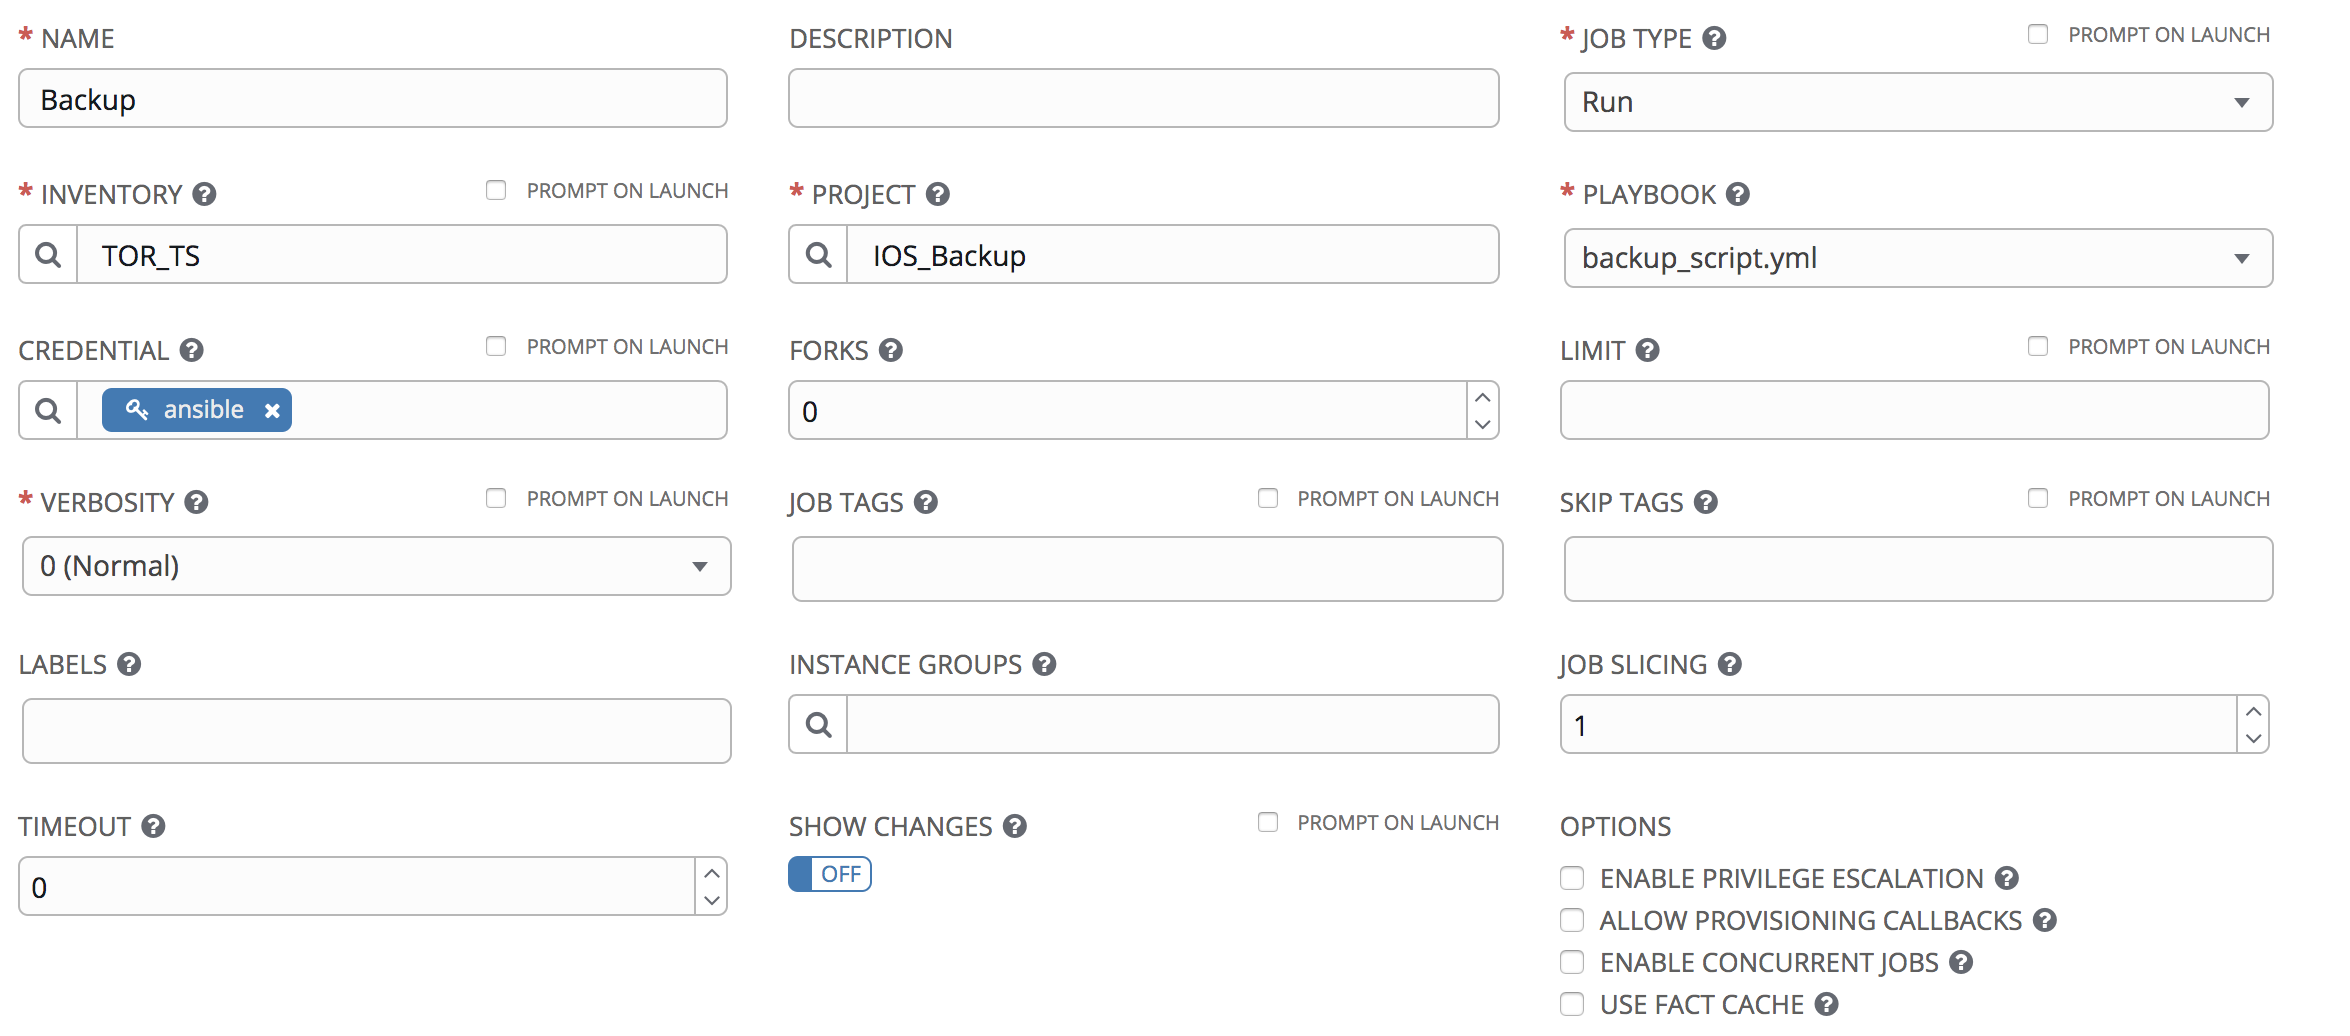 * NAME
DESCRIPTION
* JOB TYPE ? PROMPT ON LAUNCH
Backup
Run
* INVENTORY ? PROMPT ON LAUNCH
* PROJECT ?
* PLAYBOOK ?
TOR_TS
IOS_Backup
backup_script.yml
CREDENTIAL ? PROMPT ON LAUNCH
FORKS ?
LIMIT ? PROMPT ON LAUNCH
ansible
0
* VERBOSITY ? PROMPT ON LAUNCH
JOB TAGS ? PROMPT ON LAUNCH
SKIP TAGS ? PROMPT ON LAUNCH
0 (Normal)
LABELS ?
INSTANCE GROUPS ?
JOB SLICING ?
1
TIMEOUT ?
SHOW CHANGES ? PROMPT ON LAUNCH
OPTIONS
0
OFF
ENABLE PRIVILEGE ESCALATION ?
ALLOW PROVISIONING CALLBACKS ?
ENABLE CONCURRENT JOBS ?
USE FACT CACHE ?